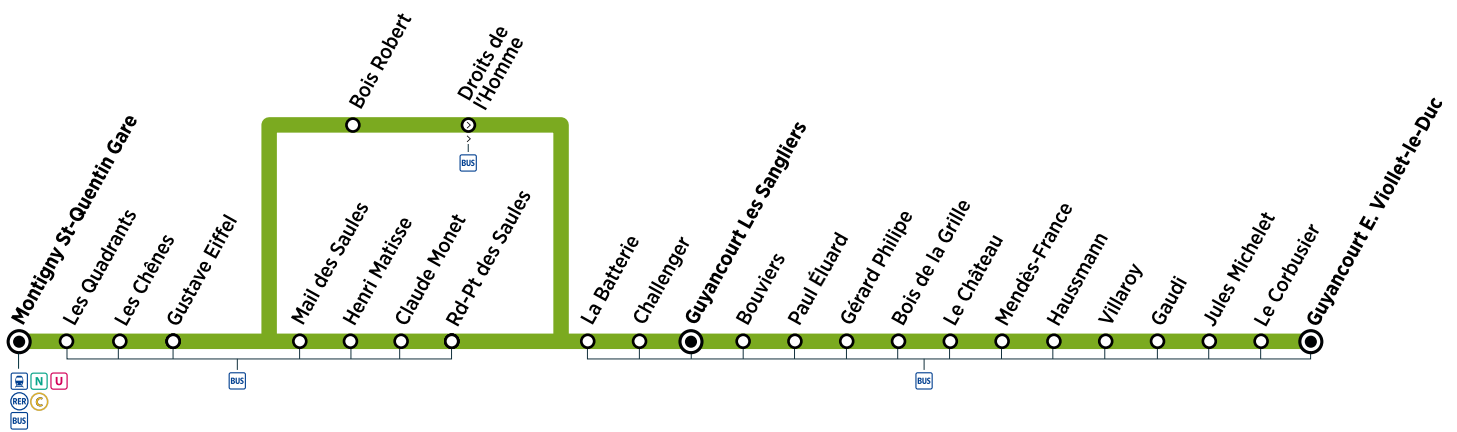 Bois Robert
Droits de
l'Homme
BUS
Montigny St-Quentin Gare
Les Quadrants
Les Chênes
Gustave Eiffel
Mail des Saules
Henri Matisse
Claude Monet
Rd-Pt des Saules
La Batterie
Challenger
Guyancourt Les Sangliers
Bouviers
Paul Éluard
Gérard Philipe
Bois de la Grille
Le Château
Mendès-France
Haussmann
Villaroy
Gaudi
Jules Michelet
Le Corbusier
Guyancourt E. Viollet-le-Duc
N U
RER C
BUS
BUS
BUS